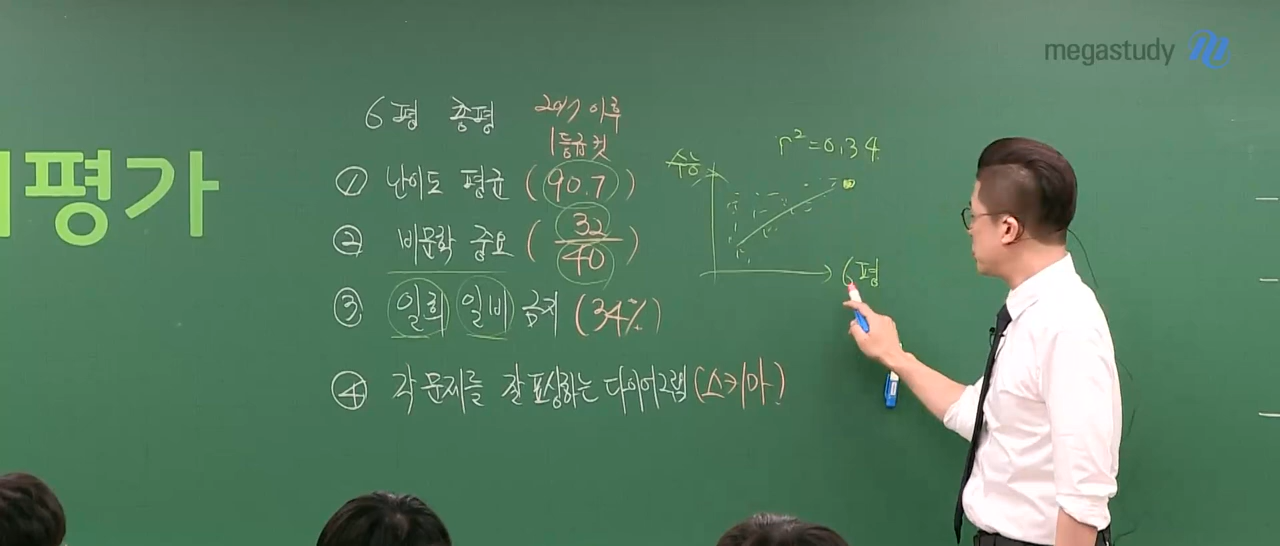 megastudy
평가
6평 총평
2017 이후
1등급컷
① 난이도 평균 (90.7)
② 비문학 중요 (32/40)
③ 일희일비 금지 (34%)
④ 각 문제를 잘 표상하는 다이어그램 (스키마)
r²=0.34
수능
6평